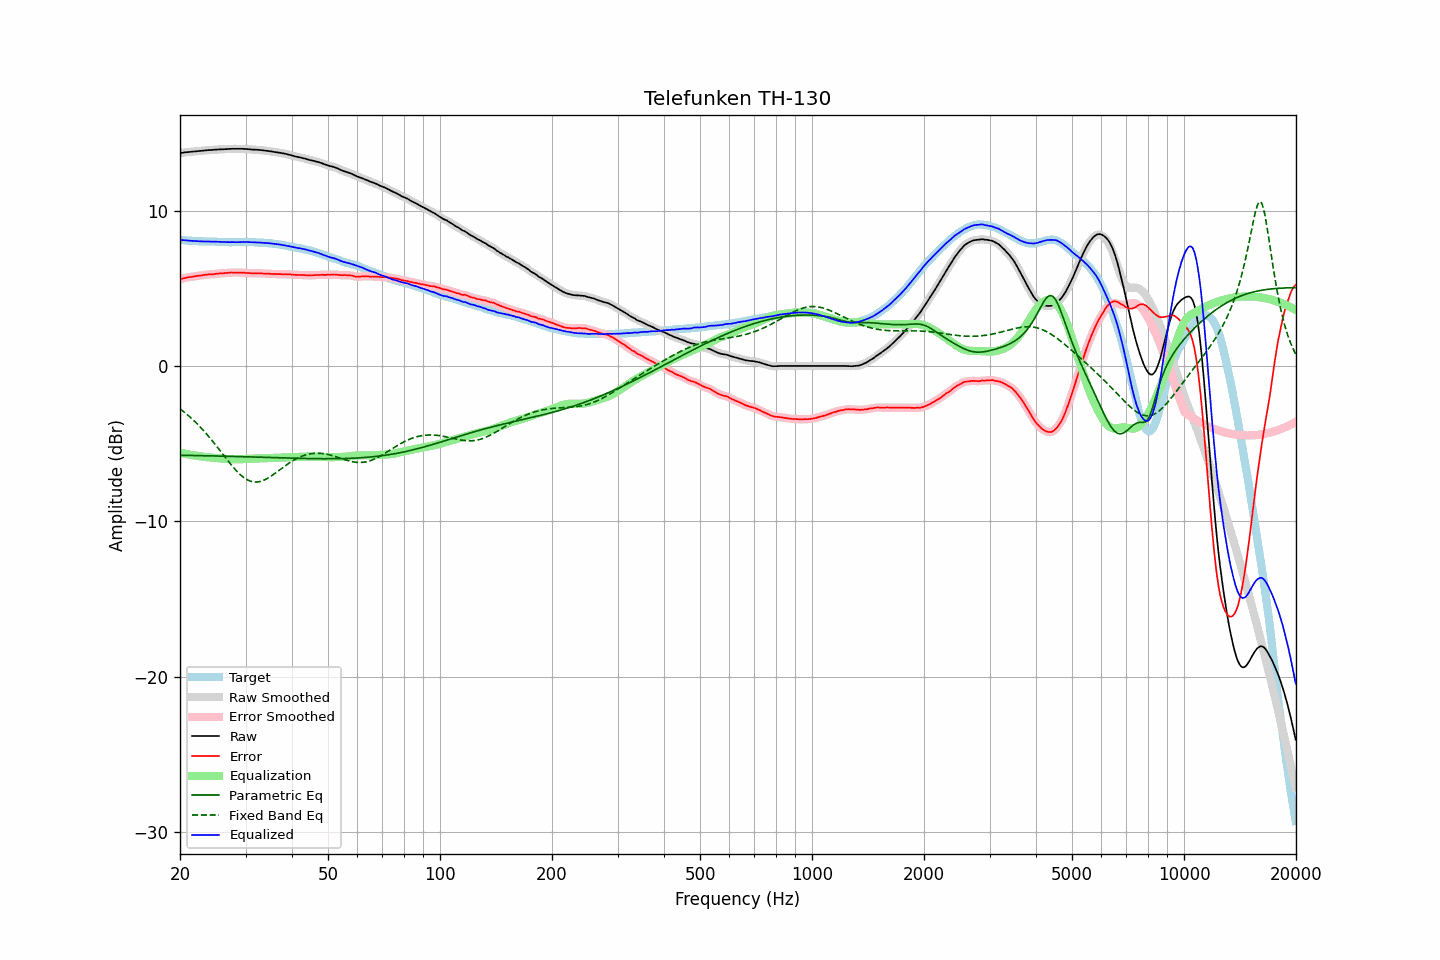 Telefunken TH-130
Amplitude (dBr)
10
0
−10
−20
−30
Target
Raw Smoothed
Error Smoothed
Raw
Error
Equalization
Parametric Eq
Fixed Band Eq
Equalized
20 50 100 200 500 1000 2000 5000 10000 20000
Frequency (Hz)